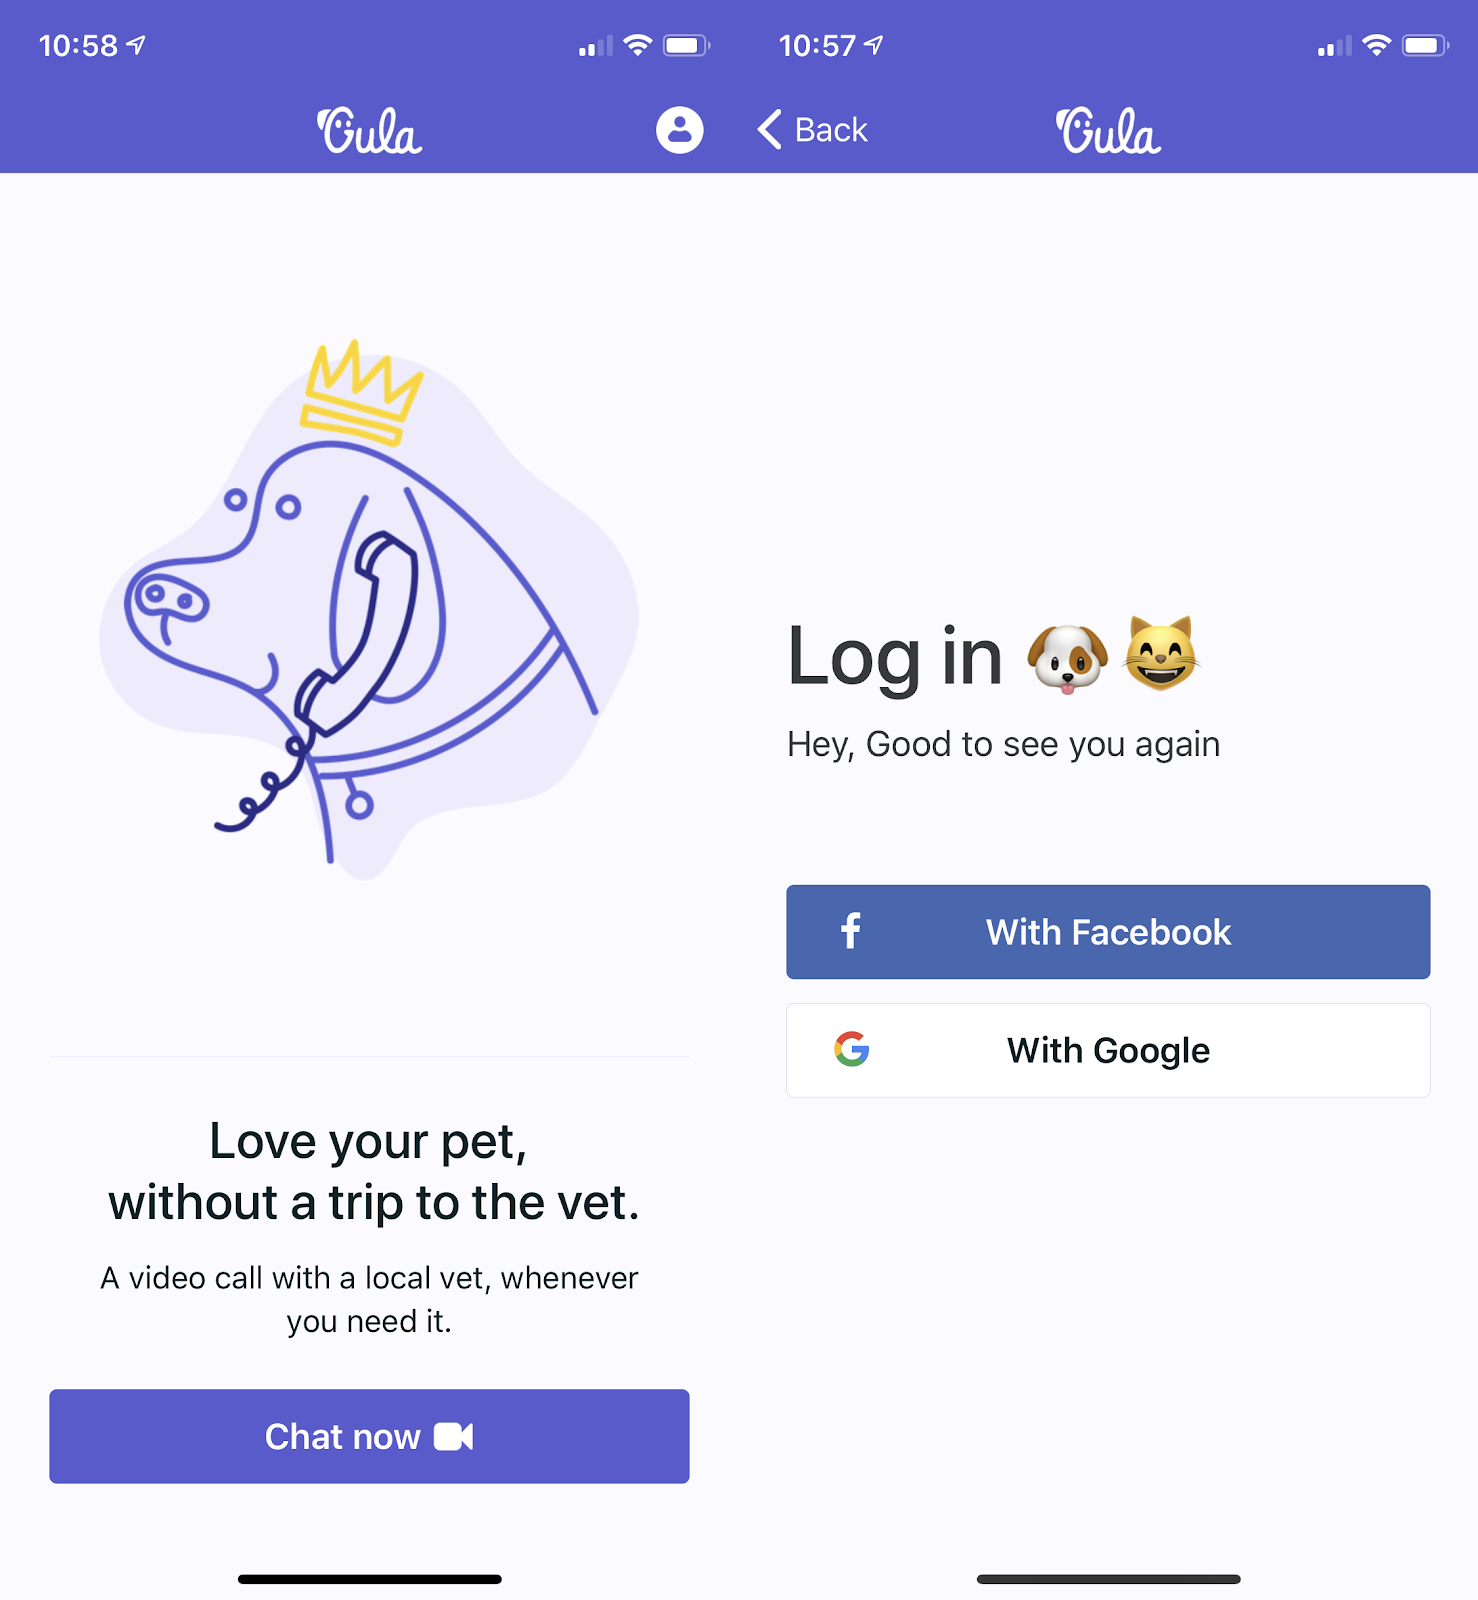 10:58
Gula
Love your pet,
without a trip to the vet.
A video call with a local vet, whenever
you need it.
Chat now
10:57
Back
Gula
Log in
Hey, Good to see you again
With Facebook
With Google